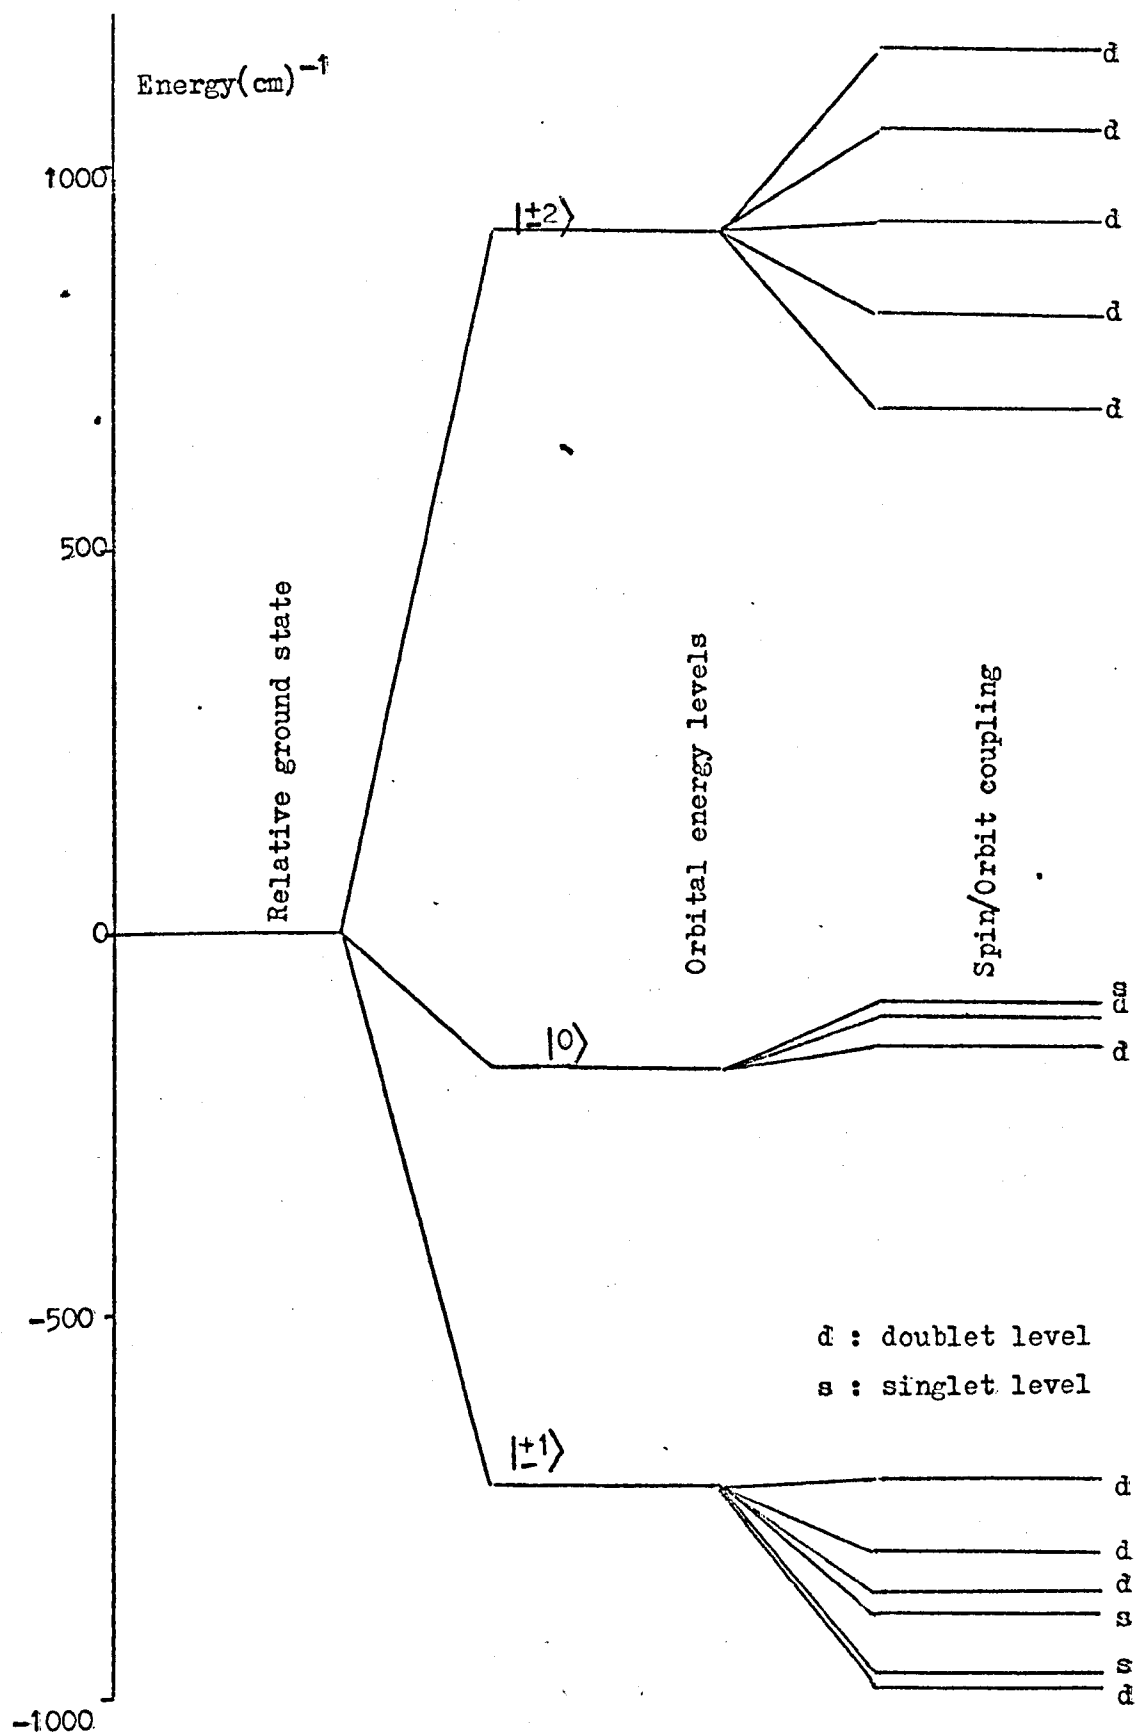 Energy(cm)⁻¹
1000
500
0
-500
-1000
|±2⟩
|0⟩
|±1⟩
Relative ground state
Orbital energy levels
Spin/Orbit coupling
d
d
d
d
d
s
d
d
d : doublet level
s : singlet level
d
d
d
s
s
d